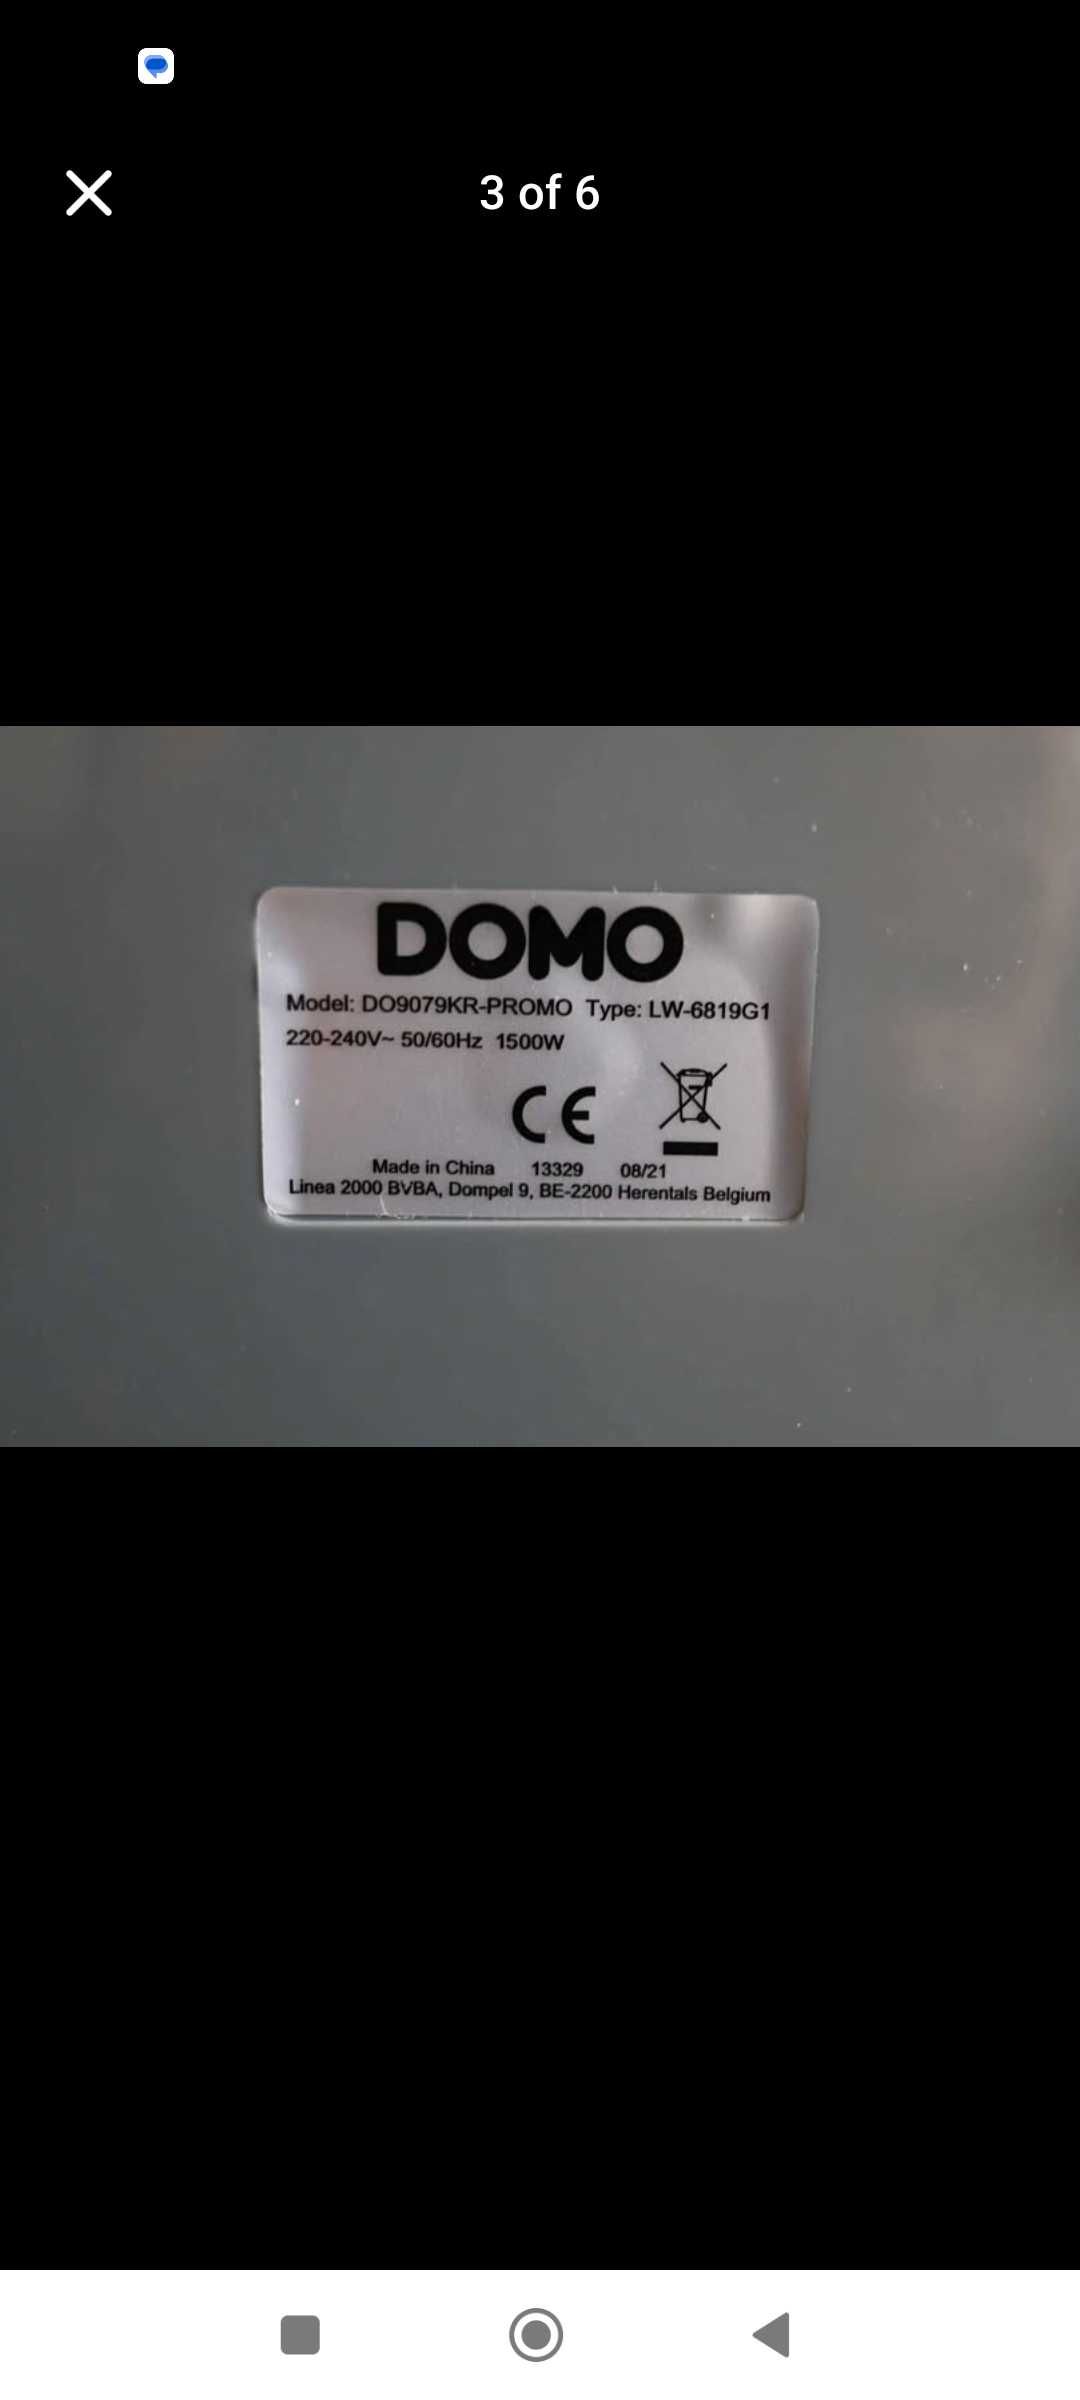 3 of 6
DOMO
Model: DO9079KR-PROMO Type: LW-6819G1
220-240V~ 50/60Hz 1500W
CE
Made in China 13329 08/21
Linea 2000 BVBA, Dompel 9, BE-2200 Herentals Belgium